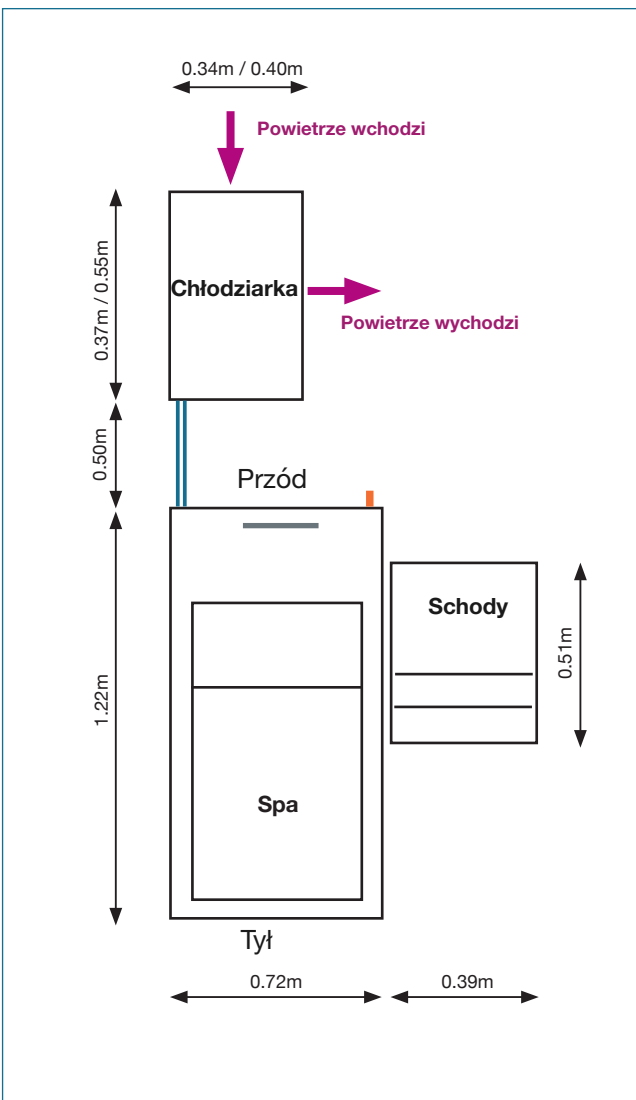 0.34m / 0.40m
Powietrze wchodzi
0.37m / 0.55m
Chłodziarka
Powietrze wychodzi
0.50m
Przód
Schody
0.51m
1.22m
Spa
Tył
0.72m
0.39m